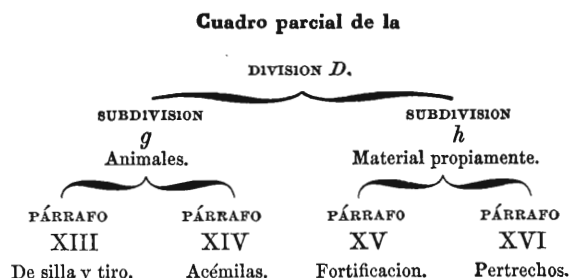 Cuadro parcial de la
DIVISION D.
SUBDIVISION SUBDIVISION
g h
Animales. Material propiamente.
PÁRRAFO PÁRRAFO PÁRRAFO PÁRRAFO
XIII XIV XV XVI
De silla y tiro. Acémilas. Fortificacion. Pertrechos.